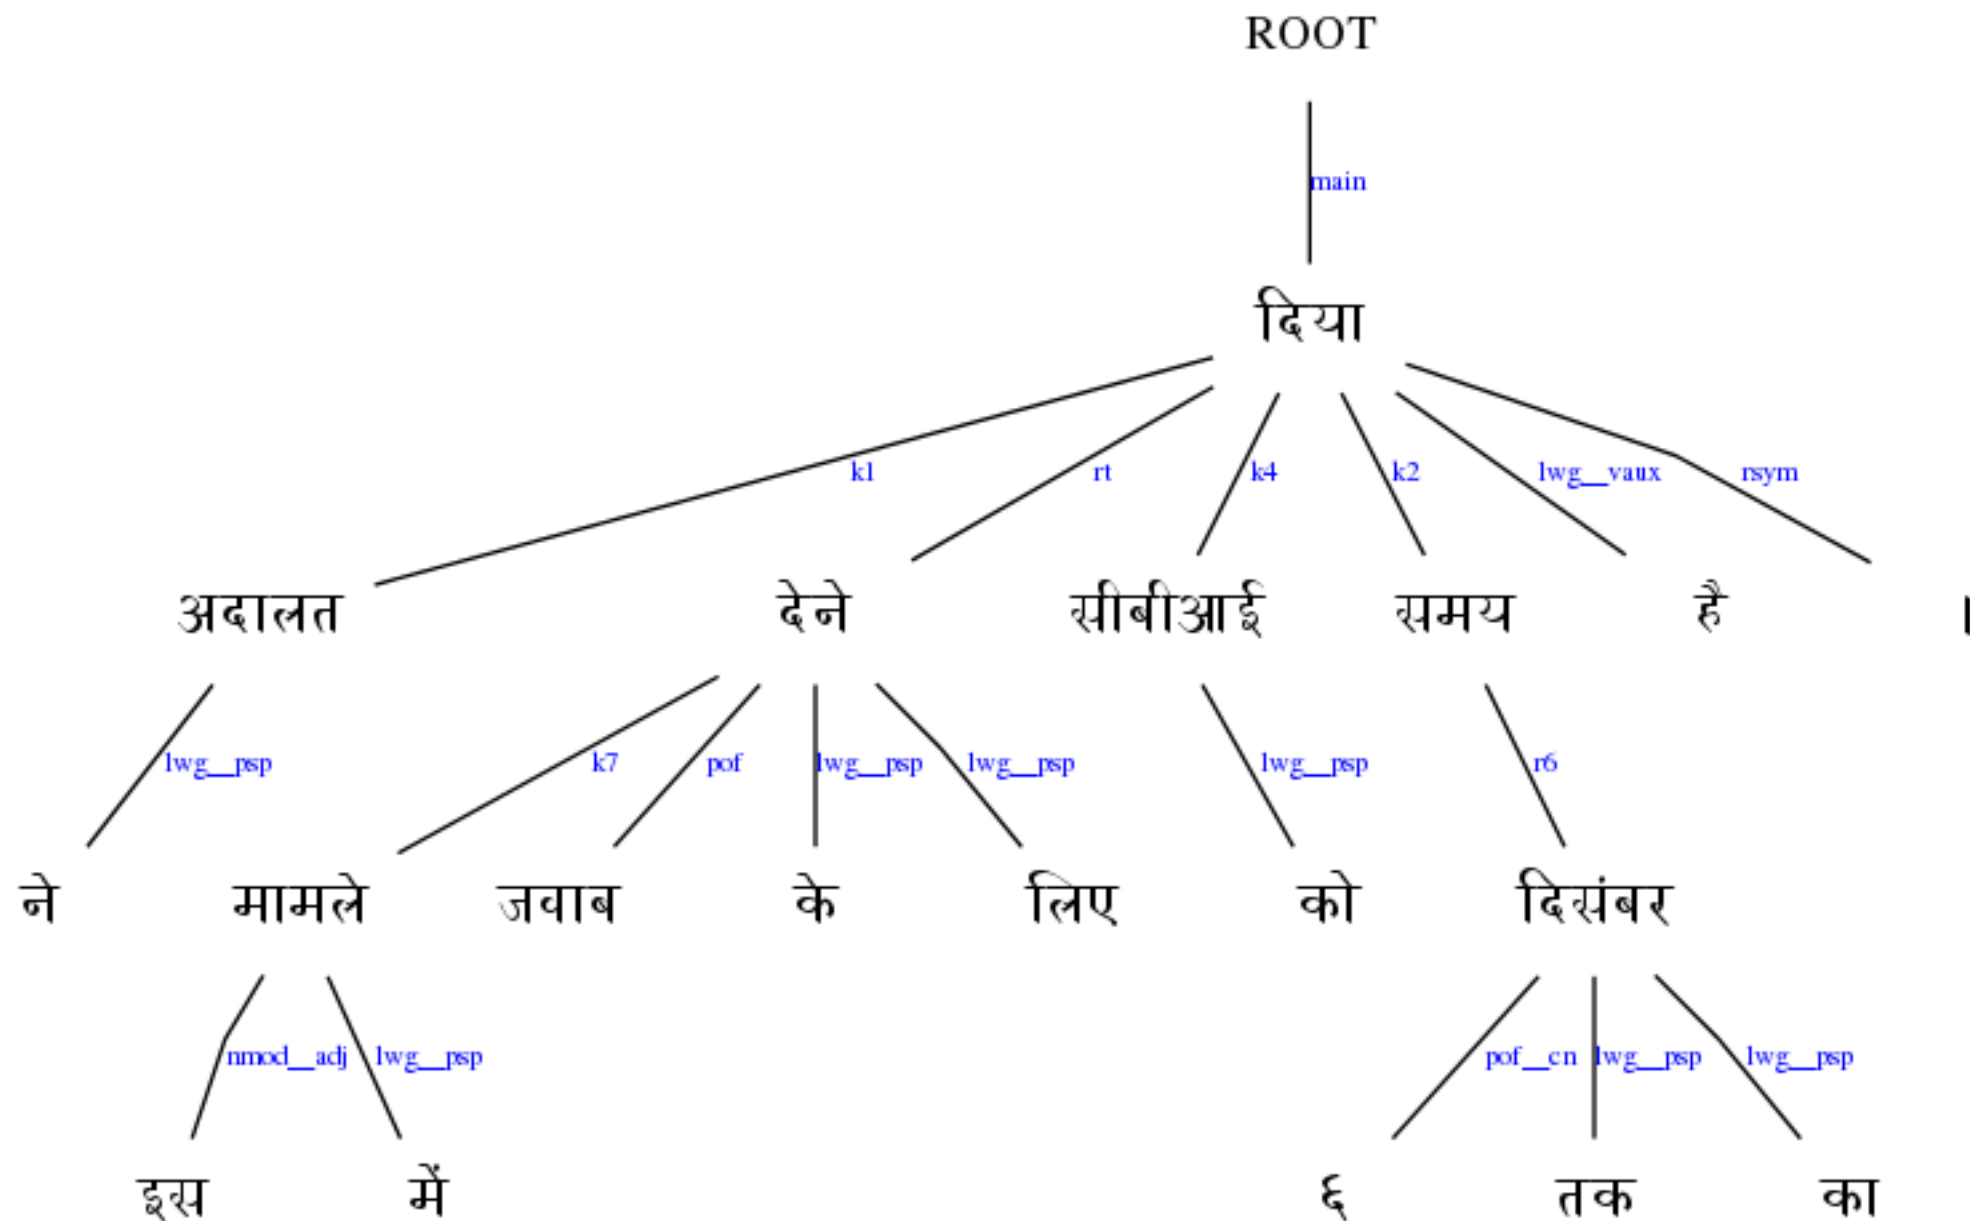 ROOT
main
दिया
k1 rt k4 k2 lwg__vaux rsym
अदालत देने सीबीआई समय है ।
lwg__psp k7 pof lwg__psp lwg__psp lwg__psp r6
ने मामले जवाब के लिए को दिसंबर
nmod__adj lwg__psp pof__cn lwg__psp lwg__psp
इस में ६ तक का